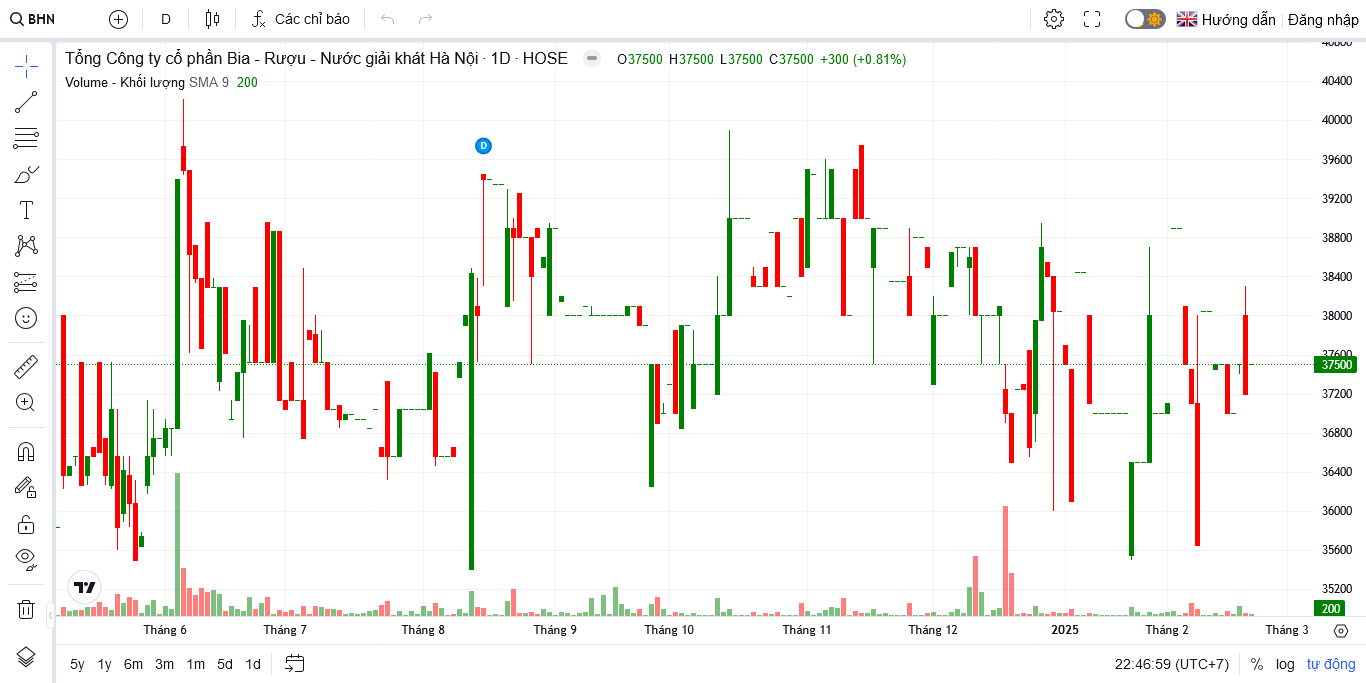 BHN D Các chỉ báo Hướng dẫn Đăng nhập
Tổng Công ty cổ phần Bia - Rượu - Nước giải khát Hà Nội · 1D · HOSE O37500 H37500 L37500 C37500 +300 (+0.81%)
Volume - Khối lượng SMA 9 200
D
40800
40400
40000
39600
39200
38800
38400
38000
37600
37500
37200
36800
36400
36000
35600
35200
200
Tháng 6 Tháng 7 Tháng 8 Tháng 9 Tháng 10 Tháng 11 Tháng 12 2025 Tháng 2 Tháng 3
5y 1y 6m 3m 1m 5d 1d 22:46:59 (UTC+7) % log tự động